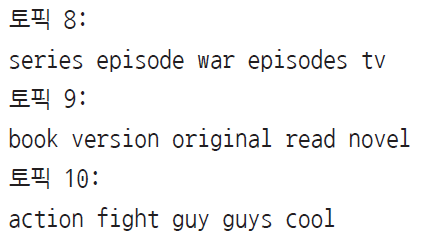 토픽 8:
series episode war episodes tv
토픽 9:
book version original read novel
토픽 10:
action fight guy guys cool